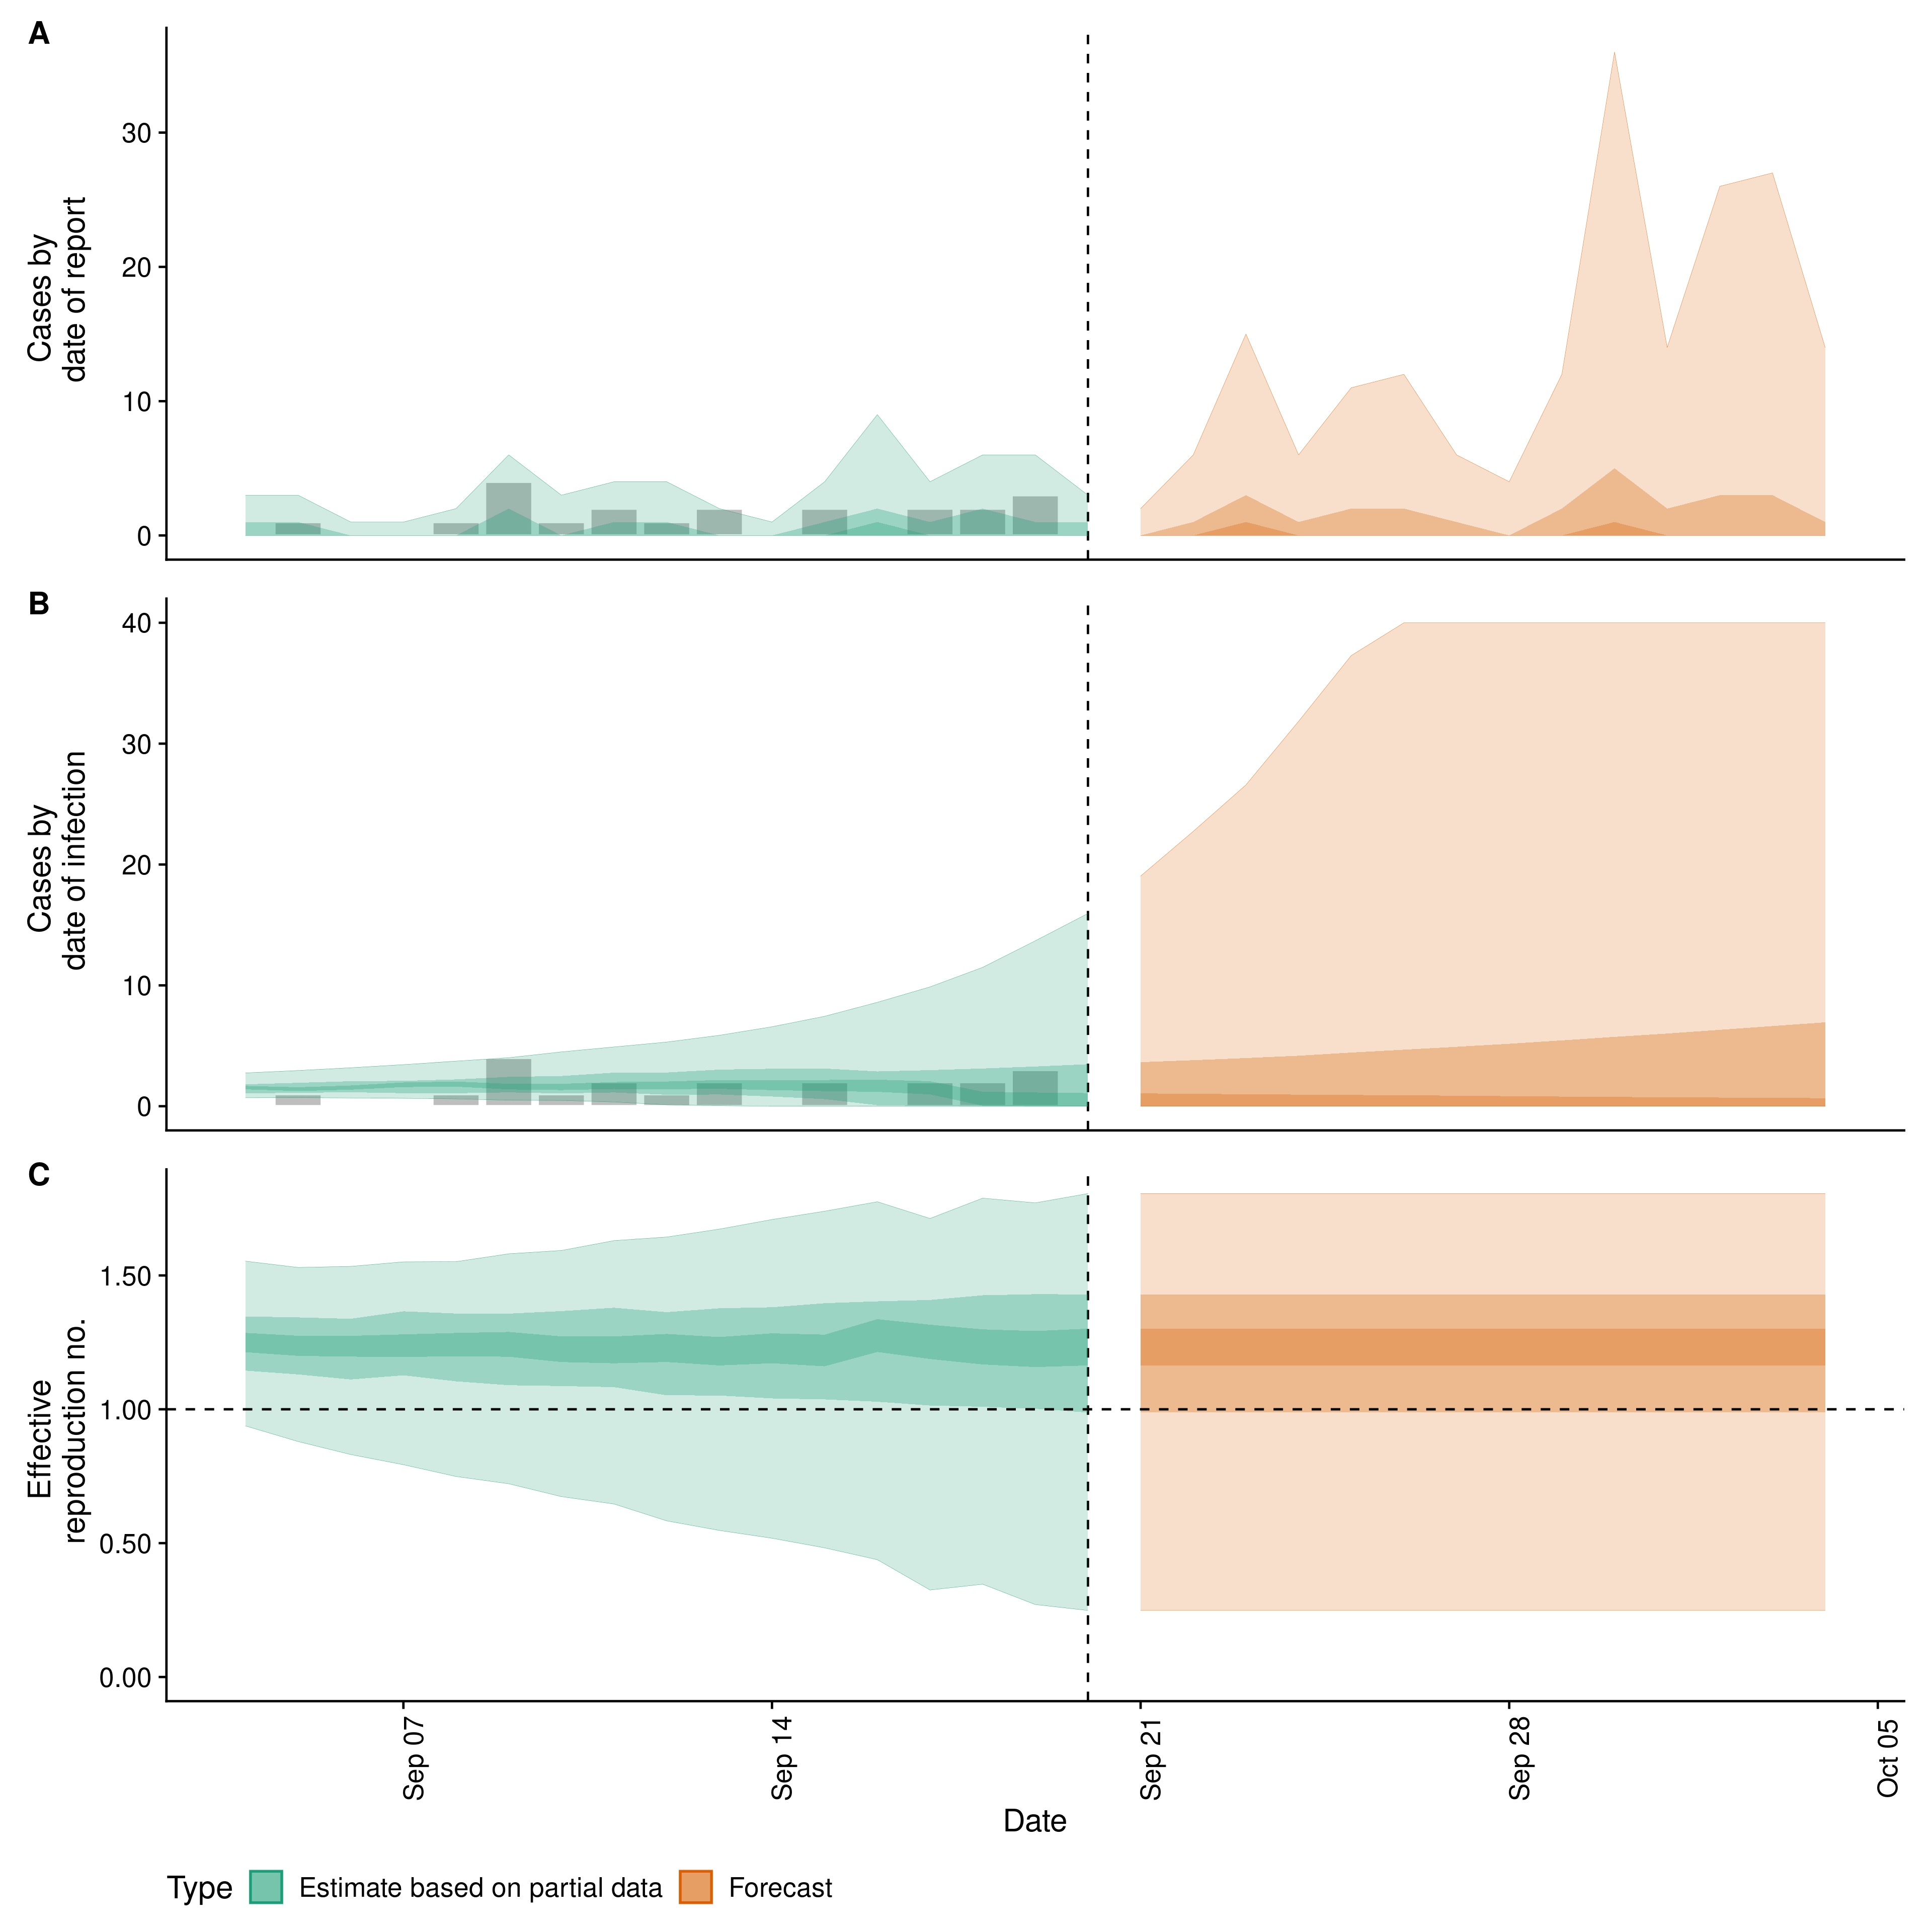 A
Cases by
date of report
30
20
10
0
B
Cases by
date of infection
40
30
20
10
0
C
Effective
reproduction no.
1.50
1.00
0.50
0.00
Sep 07
Sep 14
Sep 21
Sep 28
Oct 05
Date
Type Estimate based on partial data Forecast